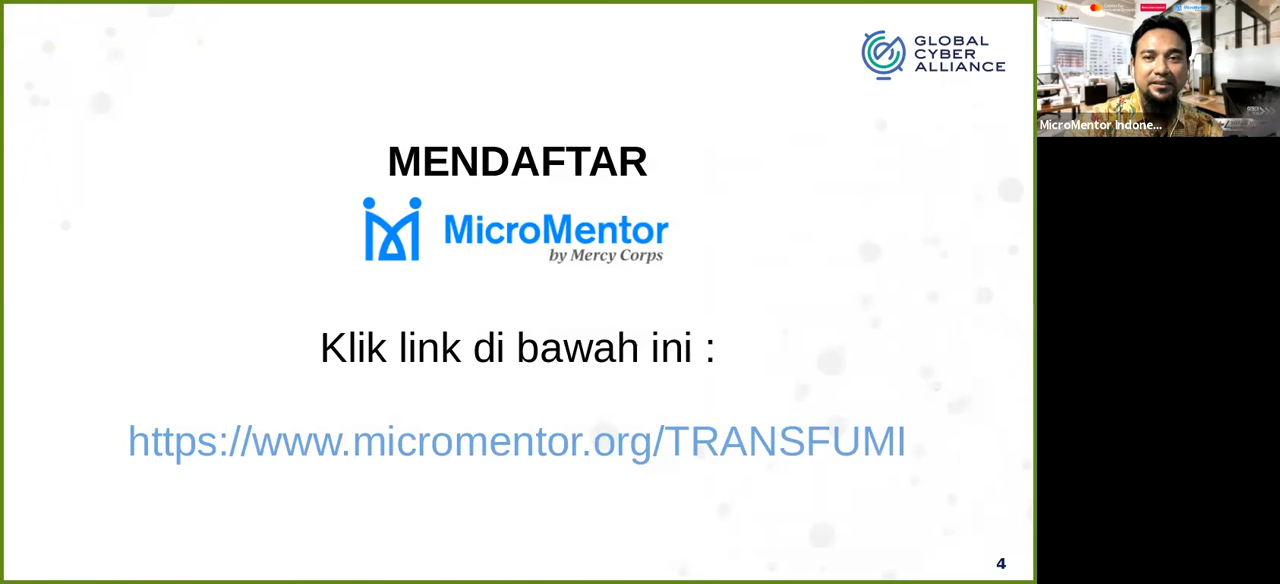 GLOBAL
CYBER
ALLIANCE
MENDAFTAR
MicroMentor
by Mercy Corps
Klik link di bawah ini :
https://www.micromentor.org/TRANSFUMI
4
MicroMentor Indone...